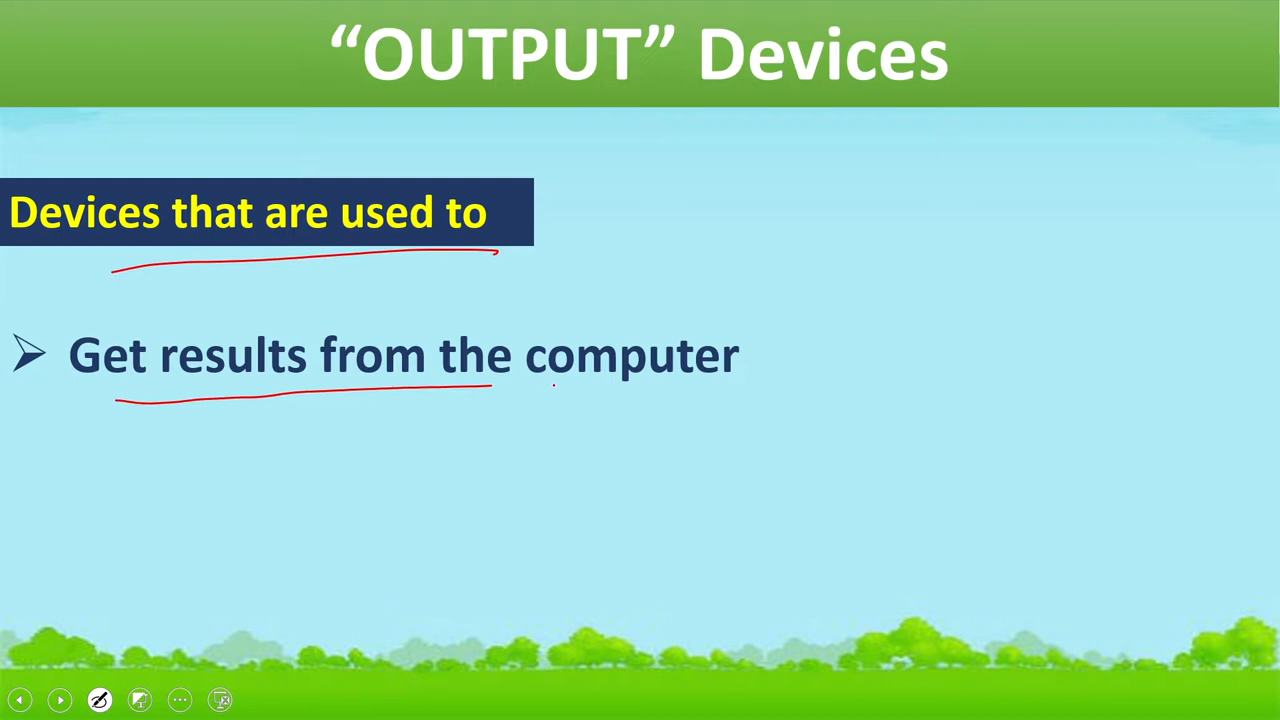 “OUTPUT” Devices
Devices that are used to
Get results from the computer